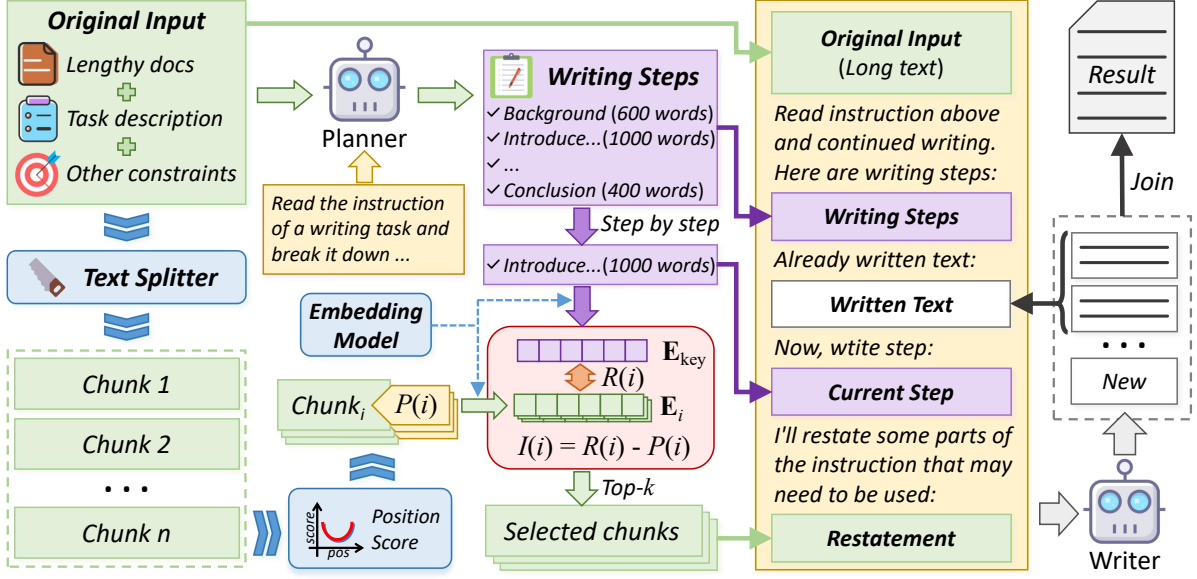 Original Input
Lengthy docs
Task description
Other constraints
Text Splitter
Chunk 1
Chunk 2
...
Chunk n
Planner
Read the instruction
of a writing task and
break it down ...
Writing Steps
✓ Background (600 words)
✓ Introduce...(1000 words)
✓ ...
✓ Conclusion (400 words)
Step by step
✓ Introduce...(1000 words)
Embedding
Model
E_key
R(i)
Chunk_i
P(i)
E_i
I(i) = R(i) - P(i)
Top-k
score
pos
Position
Score
Selected chunks
Original Input
(Long text)
Read instruction above
and continued writing.
Here are writing steps:
Writing Steps
Already written text:
Written Text
Now, wtite step:
Current Step
I'll restate some parts of
the instruction that may
need to be used:
Restatement
Result
Join
...
New
Writer